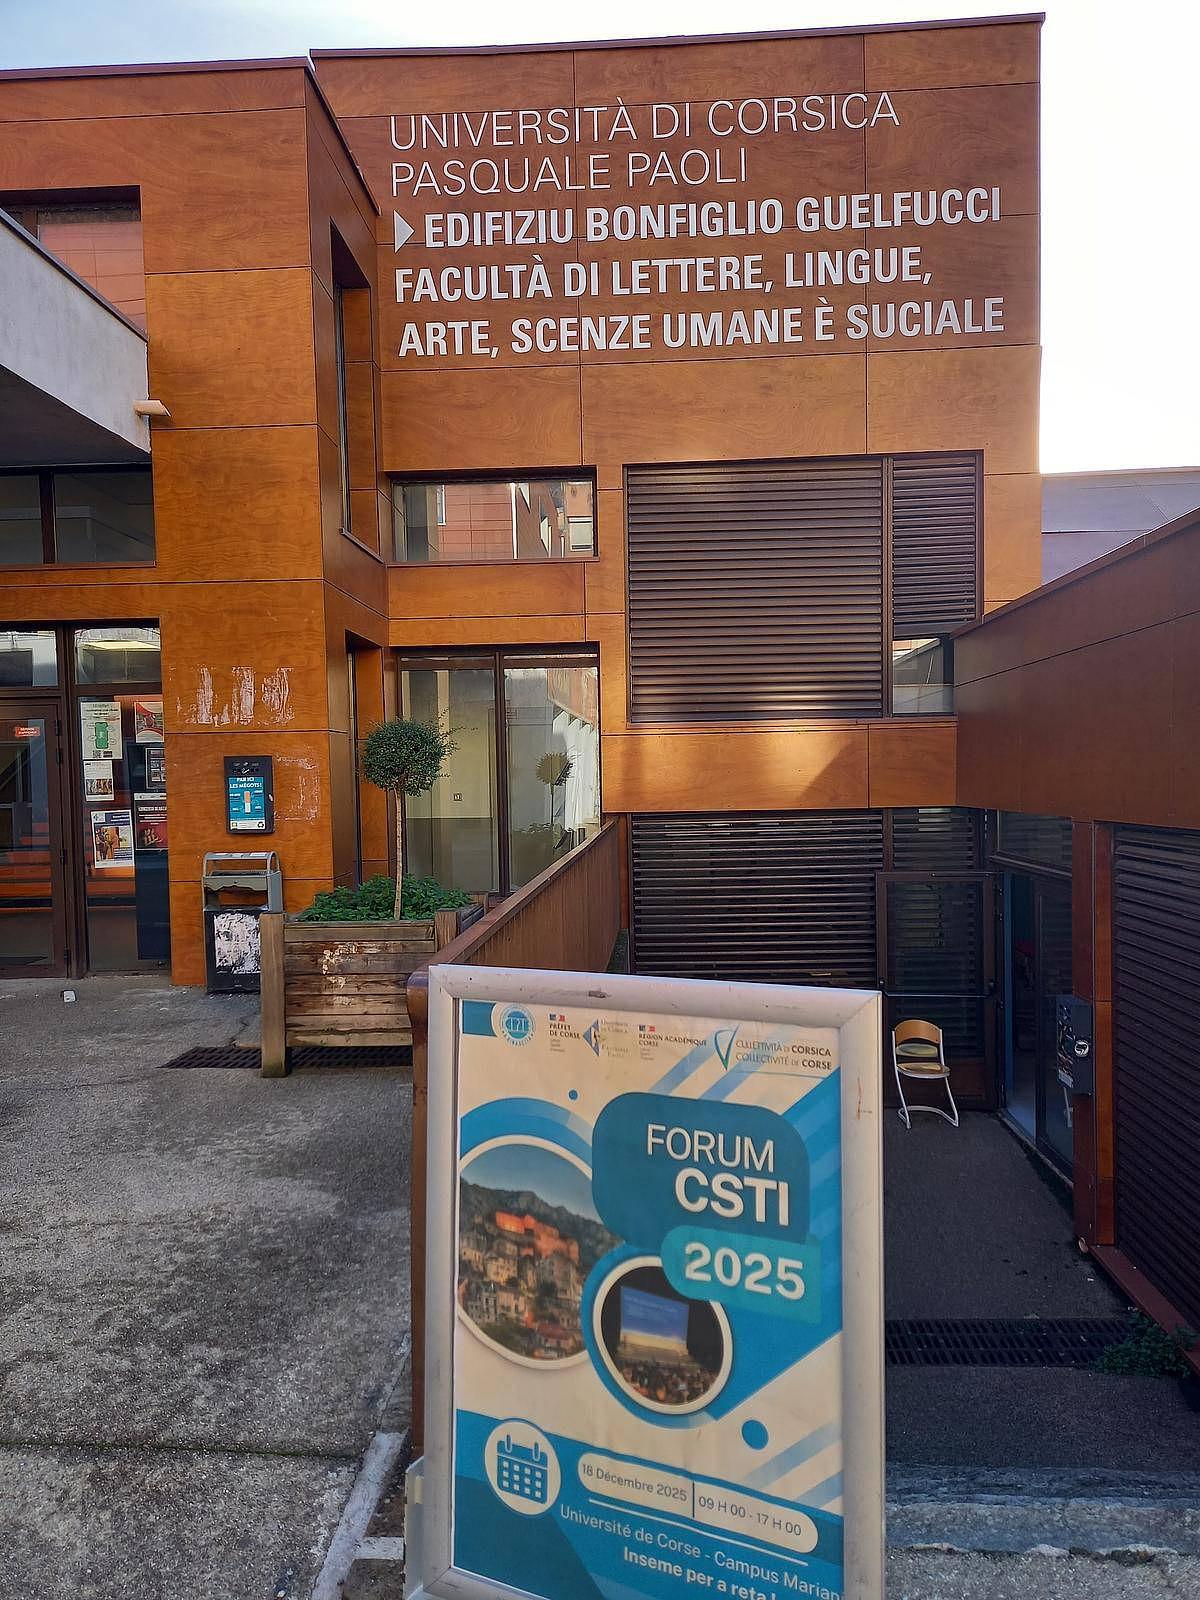 UNIVERSITÀ DI CORSICA
PASQUALE PAOLI
EDIFIZIU BONFIGLIO GUELFUCCI
FACULTÀ DI LETTERE, LINGUE,
ARTE, SCENZE UMANE È SUCIALE
PAR ICI
LES MÉGOTS!
PRÉFET
DE CORSE
RÉGION ACADÉMIQUE
CORSE
CULLETTIVITÀ DI CORSICA
COLLECTIVITÉ DE CORSE
FORUM
CSTI
2025
18 Décembre 2025
09 H 00 - 17 H 00
Université de Corse - Campus Marian
Inseme per a reta !